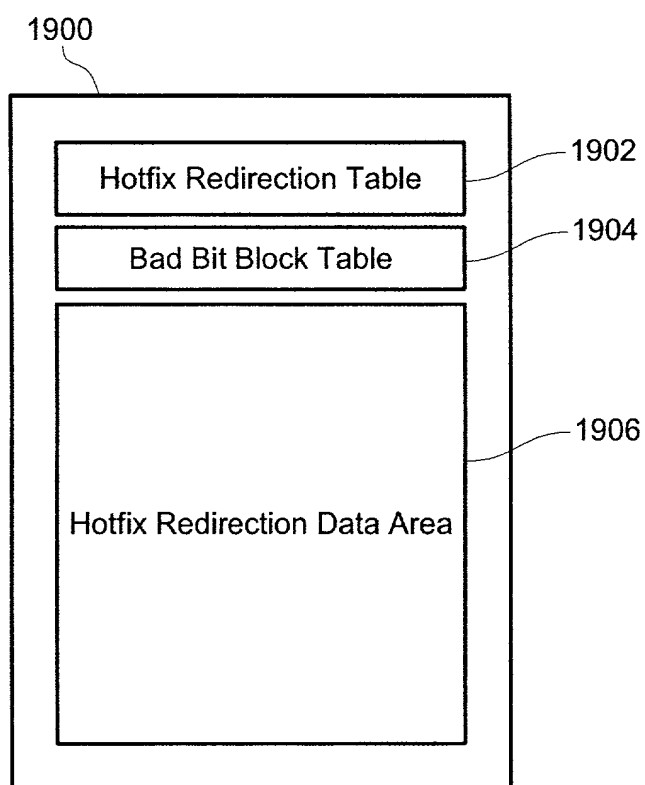 1900
Hotfix Redirection Table
1902
Bad Bit Block Table
1904
Hotfix Redirection Data Area
1906